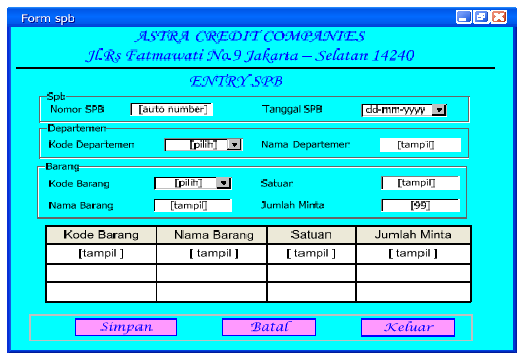 Form spb
ASTRA CREDIT COMPANIES
Jl.Rs Fatmawati No.9 Jakarta – Selatan 14240
ENTRY SPB
Spb
Nomor SPB [auto number] Tanggal SPB dd-mm-yyyy
Departemen
Kode Departemen [pilih] Nama Departemen [tampil]
Barang
Kode Barang [pilih] Satuar [tampil]
Nama Barang [tampil] Jumlah Minta [99]
Kode Barang Nama Barang Satuan Jumlah Minta
[tampil ] [ tampil ] [ tampil ] [ tampil ]
Simpan Batal Keluar